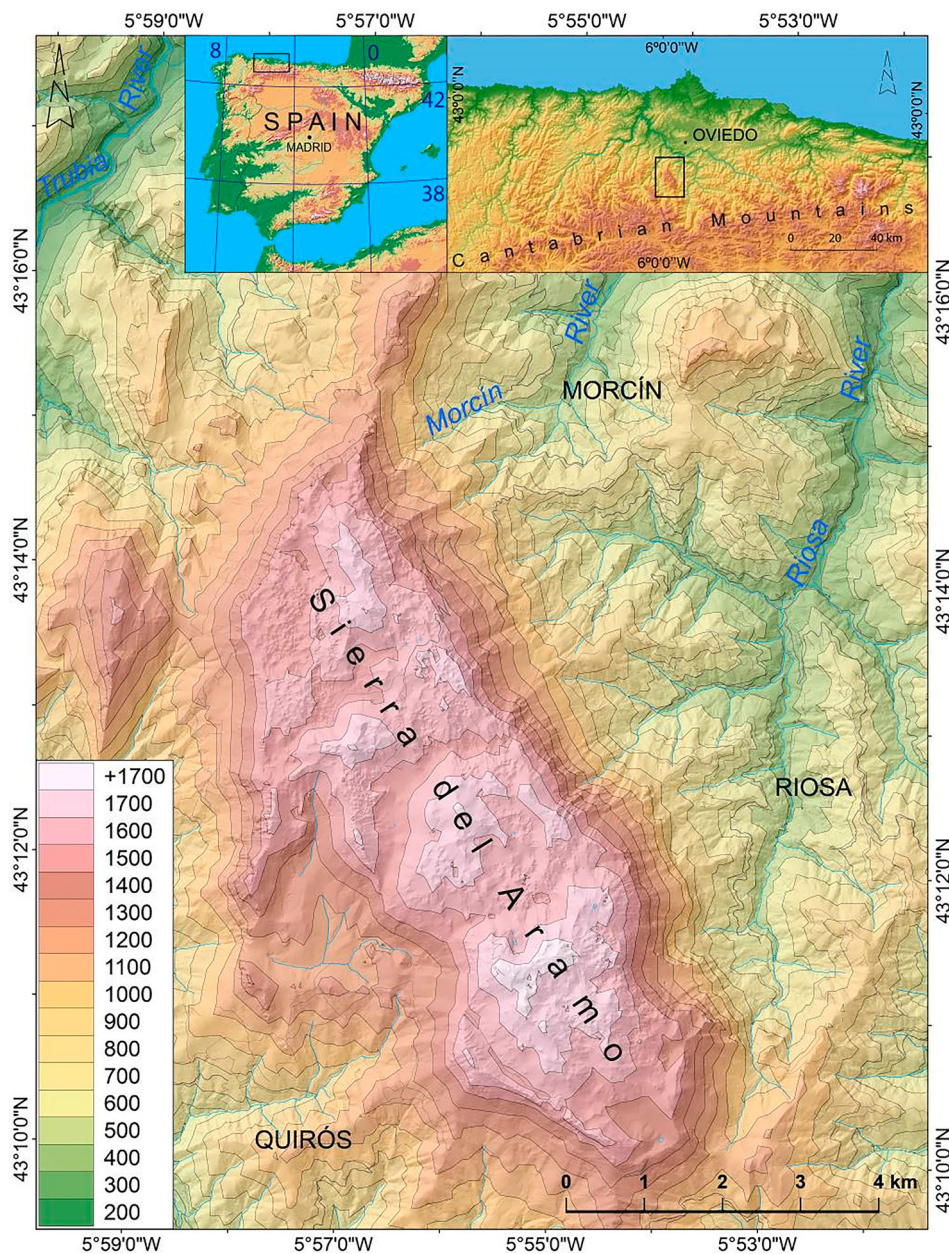 5°59'0"W
5°57'0"W
5°55'0"W
5°53'0"W
8
0
42
SPAIN
MADRID
38
6°0'0"W
43°0'0"N
43°0'0"N
OVIEDO
Cantabrian Mountains
0 20 40 km
6°0'0"W
Trubia River
43°16'0"N
43°16'0"N
Morcín River
MORCÍN
Riosa River
43°14'0"N
43°14'0"N
Sierra del Aramo
RIOSA
43°12'0"N
43°12'0"N
+1700
1700
1600
1500
1400
1300
1200
1100
1000
900
800
700
600
500
400
300
200
QUIRÓS
43°10'0"N
43°10'0"N
0 1 2 3 4 km
5°59'0"W
5°57'0"W
5°55'0"W
5°53'0"W